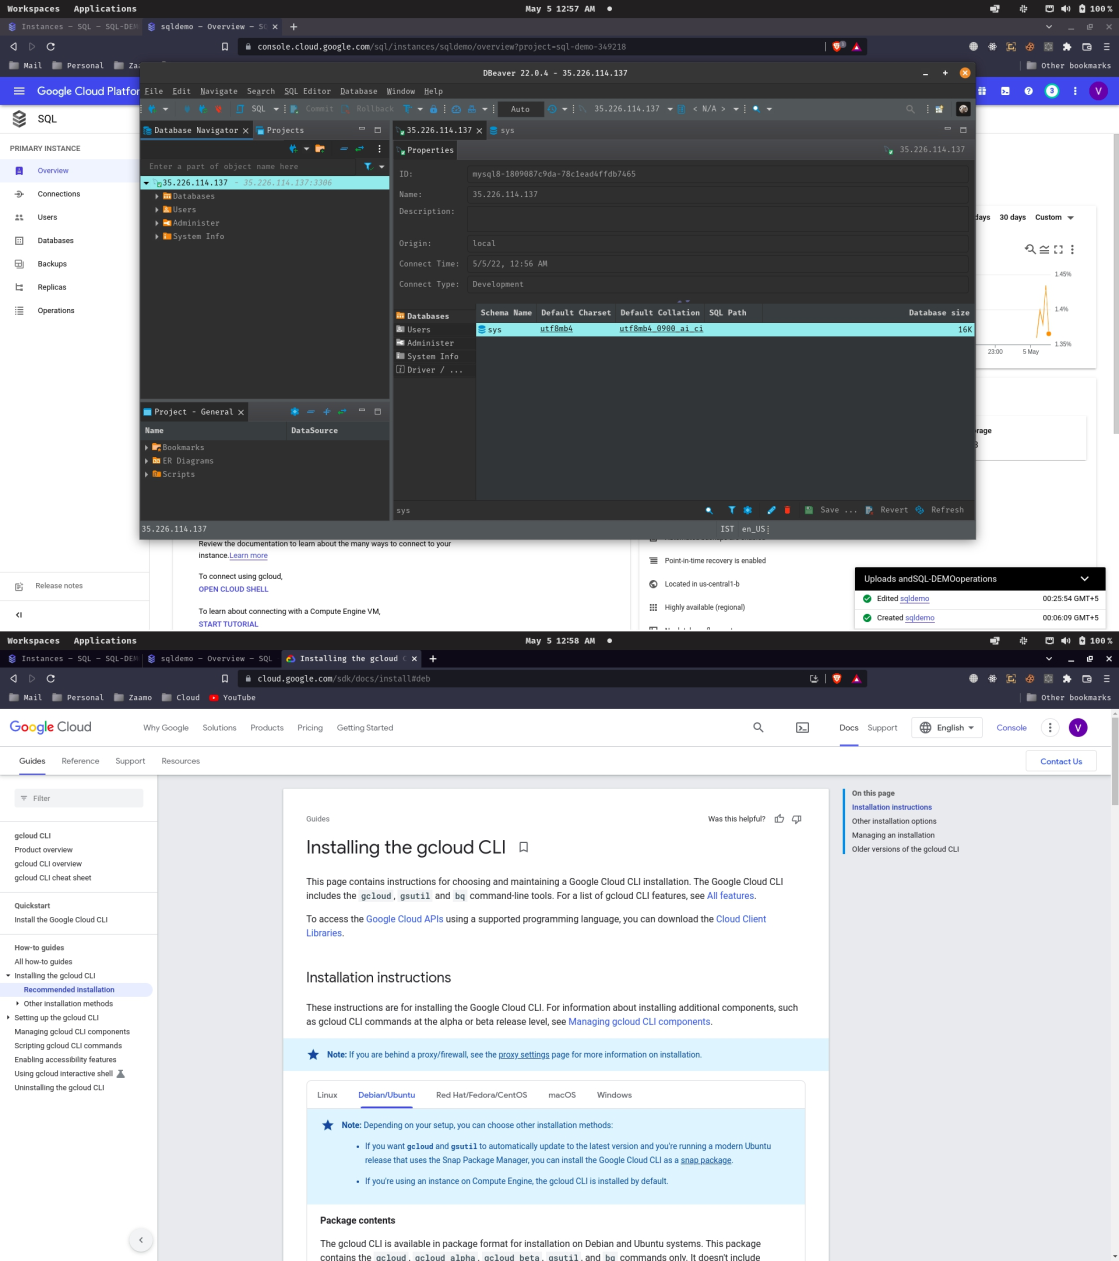 Workspaces Applications May 5 12:57 AM 100%
Instances – SQL – SQL-DEM sqldemo – Overview – S
console.cloud.google.com/sql/instances/sqldemo/overview?project=sql-demo-349218
Mail Personal Zaa Other bookmarks
DBeaver 22.0.4 - 35.226.114.137
File Edit Navigate Search SQL Editor Database Window Help
Google Cloud Platfor 3 V
SQL Commit Rollback Auto 35.226.114.137 < N/A >
SQL
Database Navigator Projects 35.226.114.137 sys
PRIMARY INSTANCE
Properties 35.226.114.137
Overview
Connections
Users
Databases
Backups
Replicas
Operations
Enter a part of object name here
35.226.114.137 - 35.226.114.137:3306
Databases
Users
Administer
System Info
ID: mysql8-1809087c9da-78c1ead4ffdb7465
Name: 35.226.114.137
Description:
Origin: local
Connect Time: 5/5/22, 12:56 AM
Connect Type: Development
days 30 days Custom
1.45%
1.4%
1.35%
23:00 5 May
Databases
Users
Administer
System Info
Driver / ...
Schema Name Default Charset Default Collation SQL Path Database size
sys utf8mb4 utf8mb4_0900_ai_ci 16K
Project - General
Name DataSource
Bookmarks
ER Diagrams
Scripts
rage
sys Save ... Revert Refresh
35.226.114.137 IST en_US
Review the documentation to learn about the many ways to connect to your
instance.Learn more
To connect using gcloud,
OPEN CLOUD SHELL
To learn about connecting with a Compute Engine VM,
START TUTORIAL
Point-in-time recovery is enabled
Located in us-central1-b
Highly available (regional)
Release notes
Uploads andSQL-DEMOoperations
Edited sqldemo 00:25:54 GMT+5
Created sqldemo 00:06:09 GMT+5
Workspaces Applications May 5 12:58 AM 100%
Instances – SQL – SQL-DEM sqldemo – Overview – SQL Installing the gcloud
cloud.google.com/sdk/docs/install#deb
Mail Personal Zaamo Cloud YouTube Other bookmarks
Google Cloud Why Google Solutions Products Pricing Getting Started Docs Support English Console V
Guides Reference Support Resources Contact Us
Filter
gcloud CLI
Product overview
gcloud CLI overview
gcloud CLI cheat sheet
Quickstart
Install the Google Cloud CLI
How-to guides
All how-to guides
Installing the gcloud CLI
Recommended installation
Other installation methods
Setting up the gcloud CLI
Managing gcloud CLI components
Scripting gcloud CLI commands
Enabling accessibility features
Using gcloud interactive shell
Uninstalling the gcloud CLI
Guides Was this helpful?
Installing the gcloud CLI
This page contains instructions for choosing and maintaining a Google Cloud CLI installation. The Google Cloud CLI
includes the gcloud, gsutil and bq command-line tools. For a list of gcloud CLI features, see All features.
To access the Google Cloud APIs using a supported programming language, you can download the Cloud Client
Libraries.
Installation instructions
These instructions are for installing the Google Cloud CLI. For information about installing additional components, such
as gcloud CLI commands at the alpha or beta release level, see Managing gcloud CLI components.
Note: If you are behind a proxy/firewall, see the proxy settings page for more information on installation.
Linux Debian/Ubuntu Red Hat/Fedora/CentOS macOS Windows
Note: Depending on your setup, you can choose other installation methods:
• If you want gcloud and gsutil to automatically update to the latest version and you're running a modern Ubuntu
release that uses the Snap Package Manager, you can install the Google Cloud CLI as a snap package.
• If you're using an instance on Compute Engine, the gcloud CLI is installed by default.
Package contents
The gcloud CLI is available in package format for installation on Debian and Ubuntu systems. This package
contains the gcloud, gcloud alpha, gcloud beta, gsutil, and bq commands only. It doesn't include
On this page
Installation instructions
Other installation options
Managing an installation
Older versions of the gcloud CLI